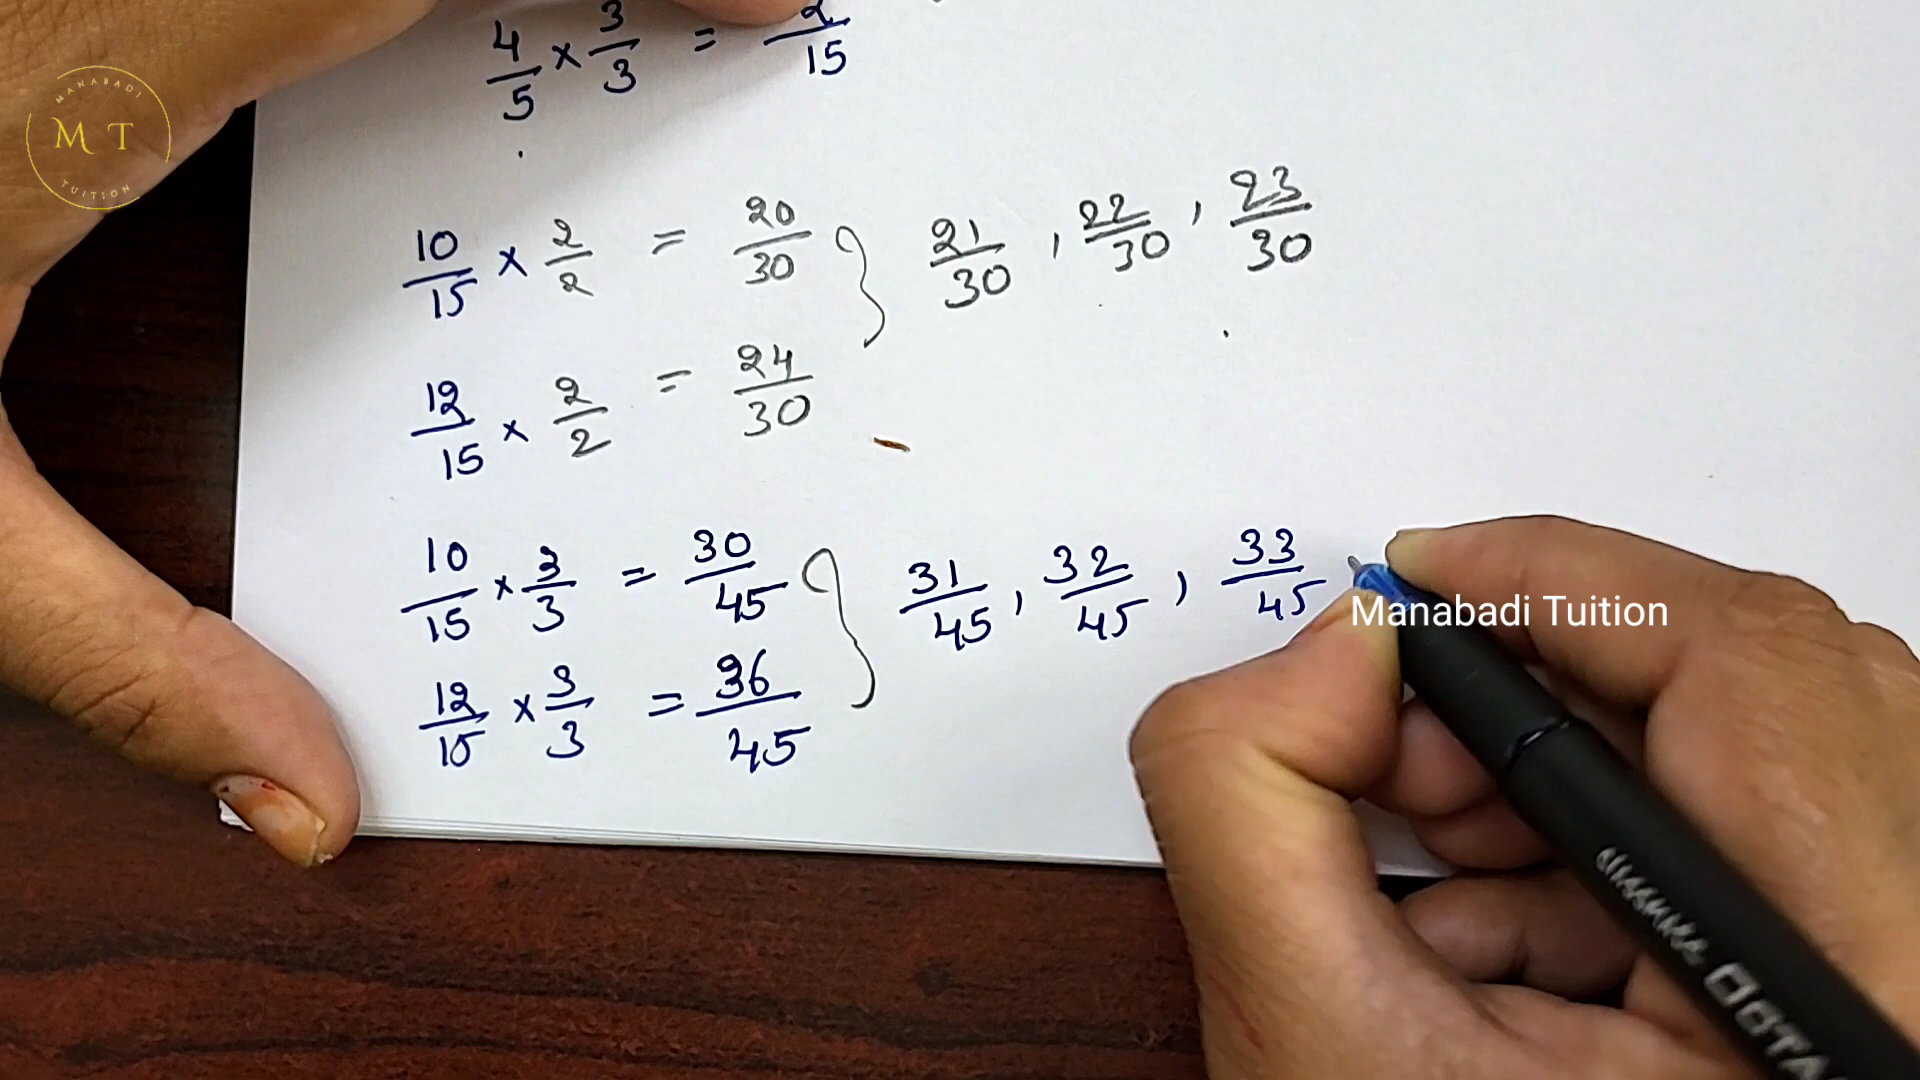 4/5 × 3/3 = 2/15
MANABADI
MT
TUITION
10/15 × 2/2 = 20/30 } 21/30 , 22/30 , 23/30
12/15 × 2/2 = 24/30
10/15 × 3/3 = 30/45 } 31/45 , 32/45 , 33/45
Manabadi Tuition
12/15 × 3/3 = 36/45